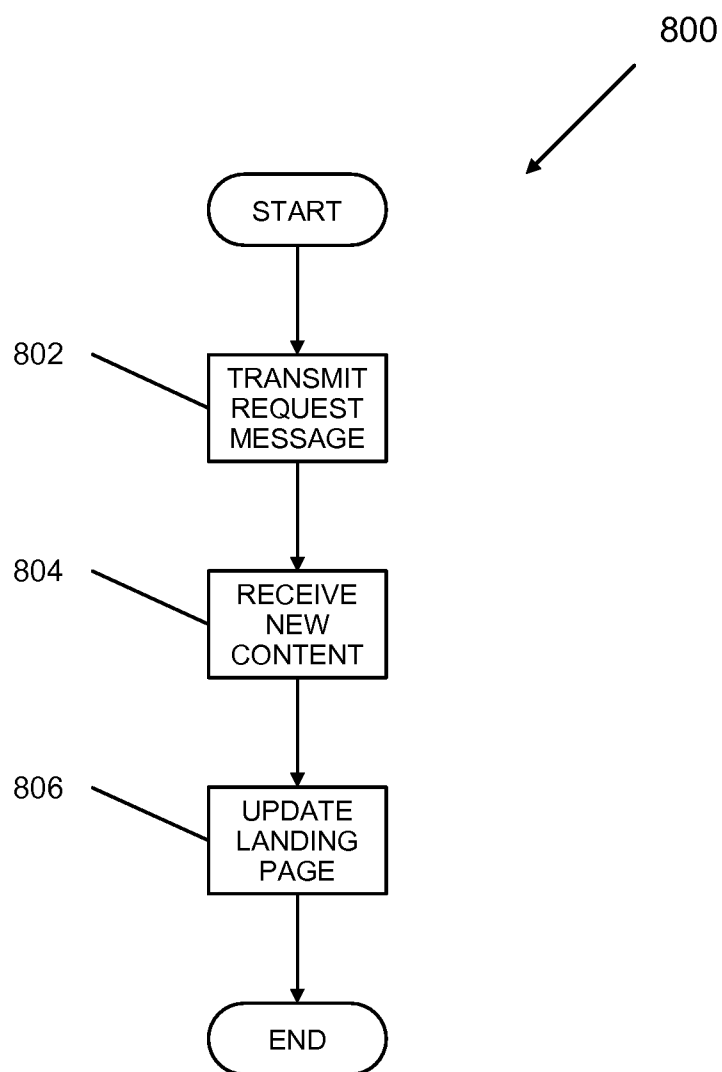 800
START
802
TRANSMIT
REQUEST
MESSAGE
804
RECEIVE
NEW
CONTENT
806
UPDATE
LANDING
PAGE
END